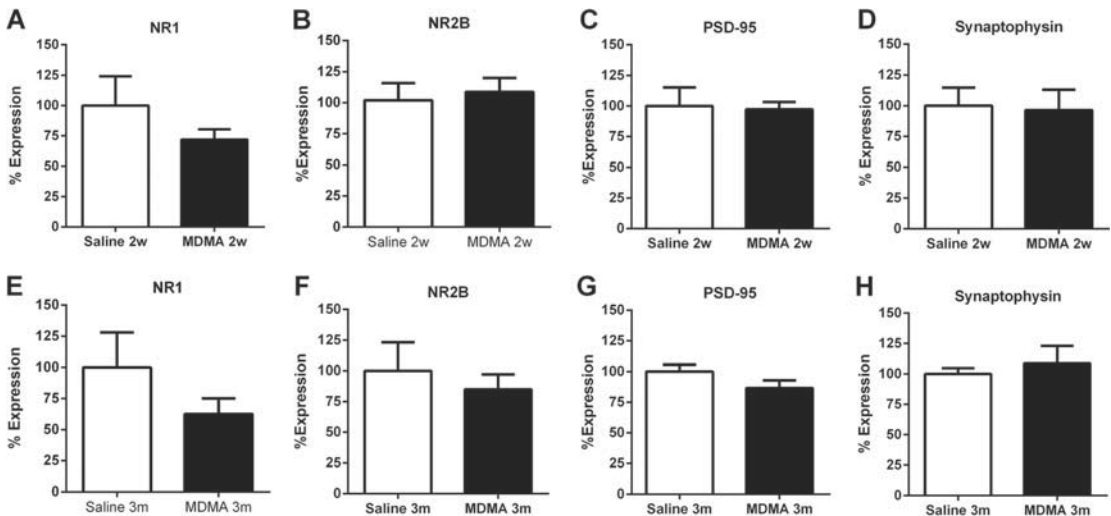 A
NR1
% Expression
150
125
100
75
50
25
0
Saline 2w MDMA 2w
B
NR2B
%Expression
150
125
100
75
50
25
0
Saline 2w MDMA 2w
C
PSD-95
%Expression
150
125
100
75
50
25
0
Saline 2w MDMA 2w
D
Synaptophysin
% Expression
150
125
100
75
50
25
0
Saline 2w MDMA 2w
E
NR1
% Expression
150
125
100
75
50
25
0
Saline 3m MDMA 3m
F
NR2B
%Expression
150
125
100
75
50
25
0
Saline 3m MDMA 3m
G
PSD-95
%Expression
150
125
100
75
50
25
0
Saline 3m MDMA 3m
H
Synaptophysin
% Expression
150
125
100
75
50
25
0
Saline 3m MDMA 3m